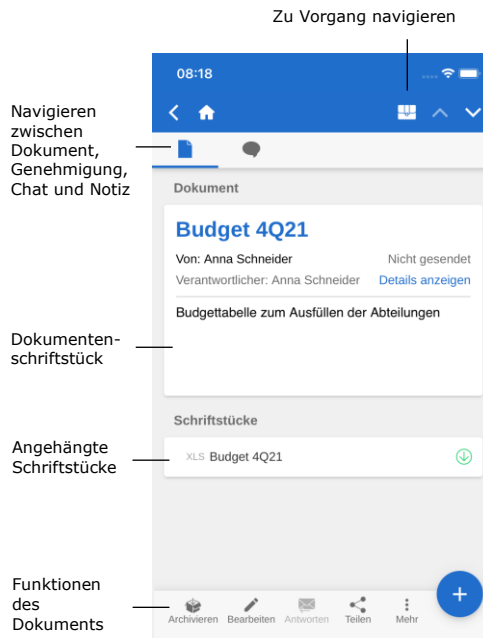 Zu Vorgang navigieren
08:18
Navigieren
zwischen
Dokument,
Genehmigung,
Chat und Notiz
Dokument
Budget 4Q21
Von: Anna Schneider Nicht gesendet
Verantwortlicher: Anna Schneider Details anzeigen
Budgettabelle zum Ausfüllen der Abteilungen
Dokumenten-
schriftstück
Schriftstücke
Angehängte
Schriftstücke
XLS Budget 4Q21
Funktionen
des
Dokuments
Archivieren Bearbeiten Antworten Teilen Mehr